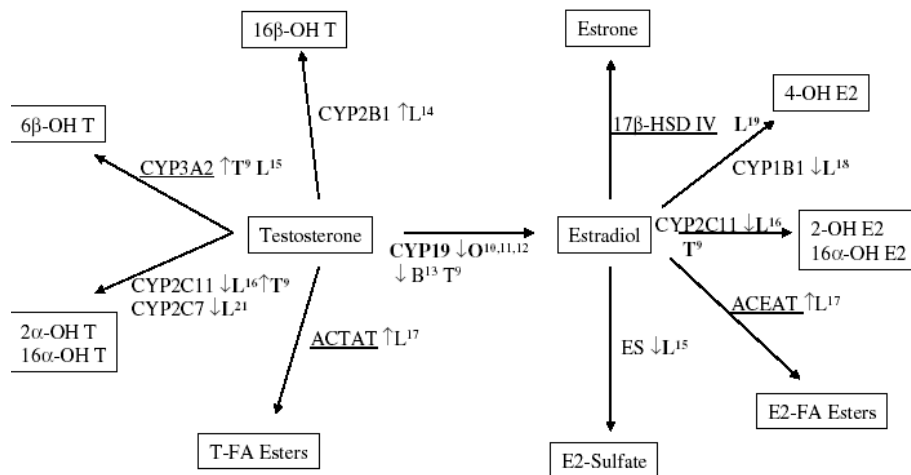 16β-OH T
Estrone
4-OH E2
6β-OH T
CYP2B1 ↑L¹⁴
17β-HSD IV L¹⁹
CYP3A2 ↑T⁹ L¹⁵
CYP1B1 ↓L¹⁸
Testosterone
CYP19 ↓O¹⁰,¹¹,¹²
↓ B¹³ T⁹
Estradiol
CYP2C11 ↓L¹⁶
T⁹
2-OH E2
16α-OH E2
CYP2C11 ↓L¹⁶↑T⁹
CYP2C7 ↓L²¹
ACEAT ↑L¹⁷
2α-OH T
16α-OH T
ACTAT ↑L¹⁷
ES ↓L¹⁵
E2-FA Esters
T-FA Esters
E2-Sulfate